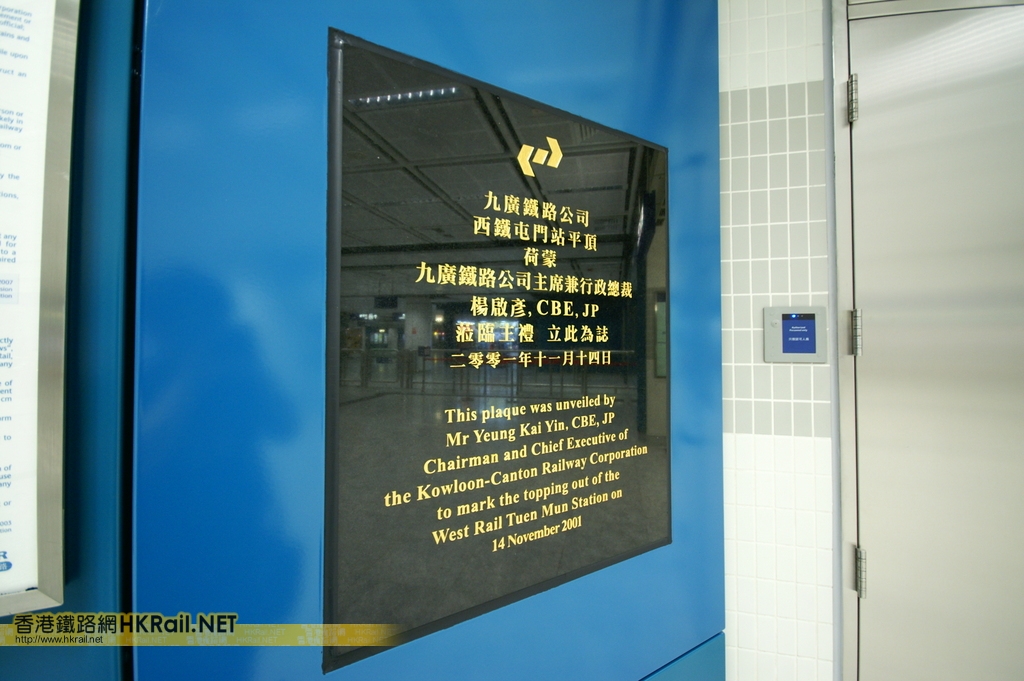 九廣鐵路公司
西鐵屯門站平頂
荷蒙
九廣鐵路公司主席兼行政總裁
楊啟彥, CBE, JP
蒞臨主禮 立此為誌
二零零一年十一月十四日
This plaque was unveiled by
Mr Yeung Kai Yin, CBE, JP
Chairman and Chief Executive of
the Kowloon-Canton Railway Corporation
to mark the topping out of the
West Rail Tuen Mun Station on
14 November 2001
香港鐵路網HKRail.NET
http://www.hkrail.net